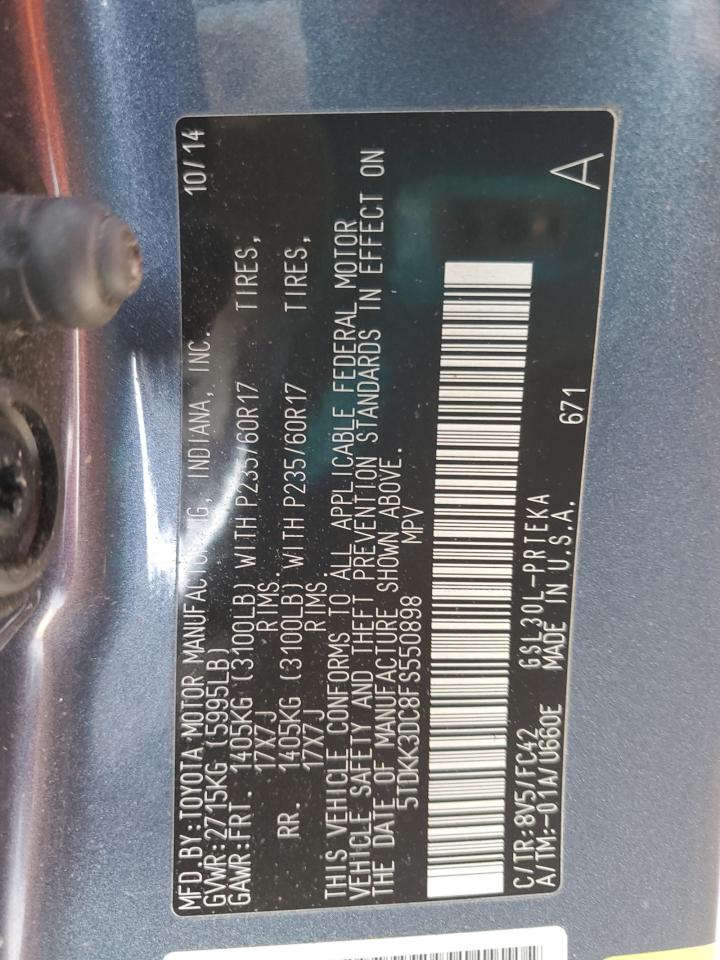 MFD.BY:TOYOTA MOTOR MANUFACTURING, INDIANA, INC. 10/14
GVWR:2715KG (5995LB)
GAWR:FRT. 1405KG (3100LB) WITH P235/60R17 TIRES,
17X7J RIMS.
RR. 1405KG (3100LB) WITH P235/60R17 TIRES,
17X7J RIMS.
THIS VEHICLE CONFORMS TO ALL APPLICABLE FEDERAL MOTOR
VEHICLE SAFETY AND THEFT PREVENTION STANDARDS IN EFFECT ON
THE DATE OF MANUFACTURE SHOWN ABOVE.
5TDKK3DC8FS550898 MPV
C/TR:8V5/FC42 GSL30L-PRTEKA 671 A
A/TM:-01A/U660E MADE IN U.S.A.